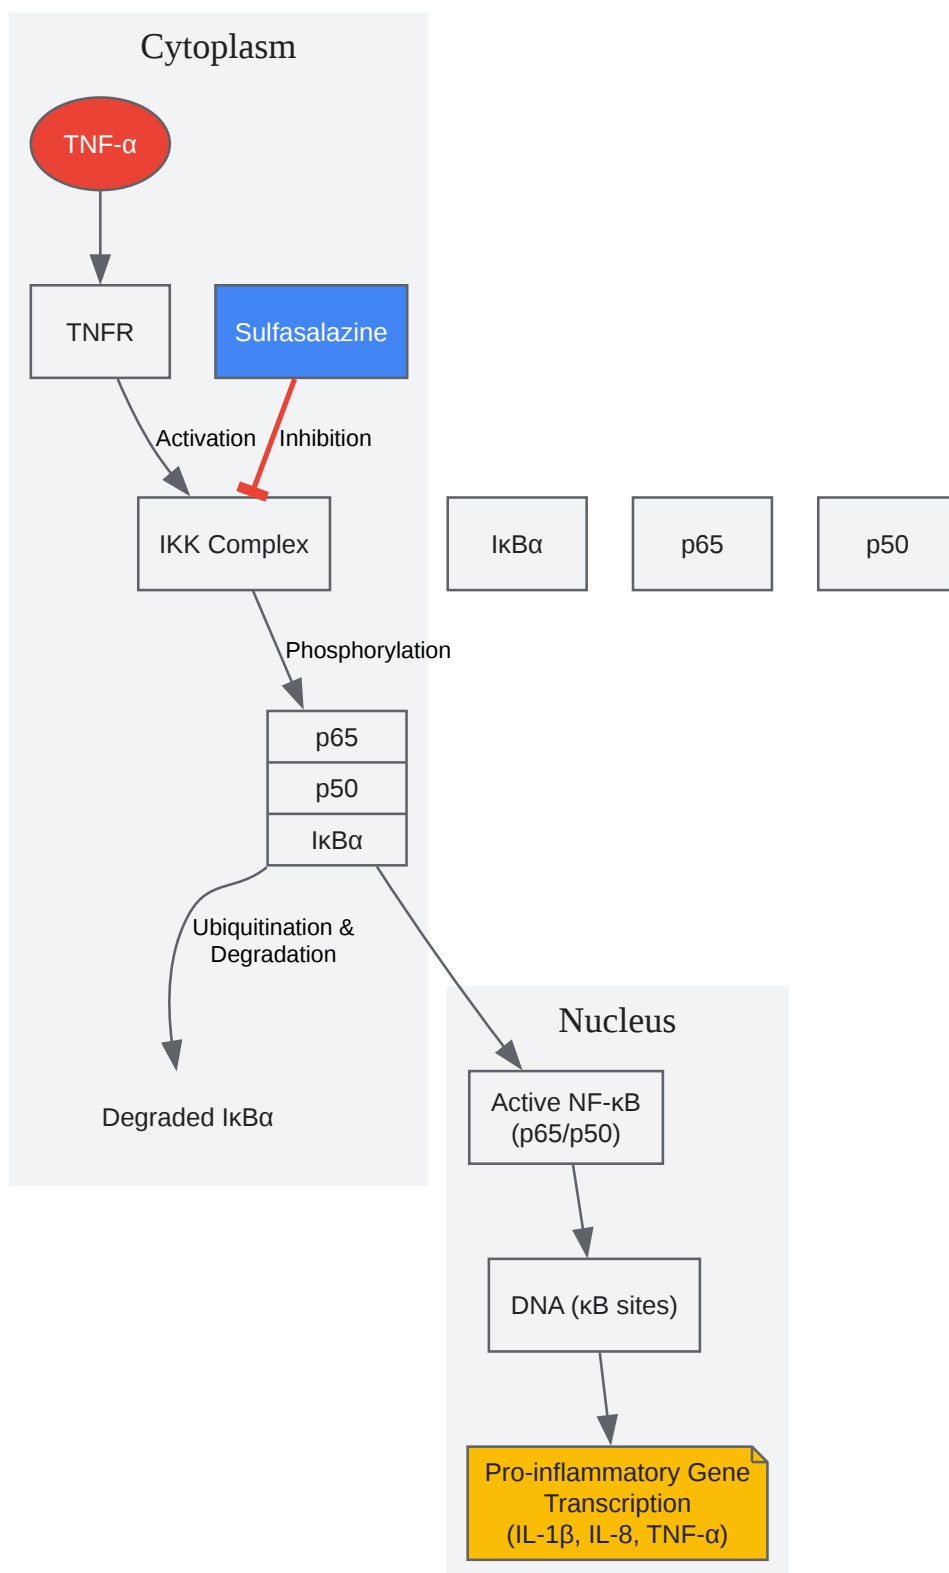 Cytoplasm
TNF-α
TNFR
Sulfasalazine
Activation
Inhibition
IKK Complex
IκBα
p65
p50
Phosphorylation
p65
p50
IκBα
Ubiquitination &
Degradation
Degraded IκBα
Nucleus
Active NF-κB
(p65/p50)
DNA (κB sites)
Pro-inflammatory Gene
Transcription
(IL-1β, IL-8, TNF-α)